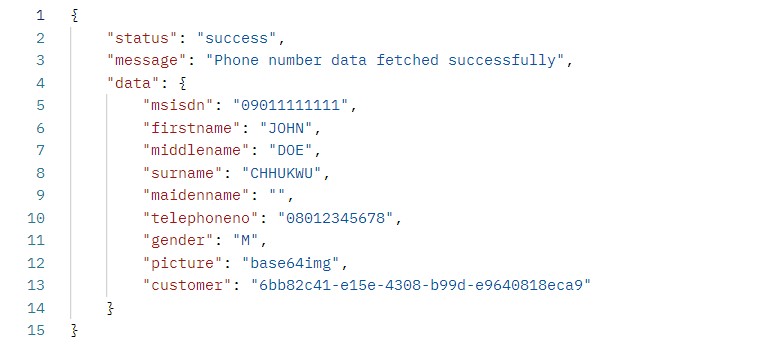 1 {
2 "status": "success",
3 "message": "Phone number data fetched successfully",
4 "data": {
5 "msisdn": "09011111111",
6 "firstname": "JOHN",
7 "middlename": "DOE",
8 "surname": "CHHUKWU",
9 "maidenname": "",
10 "telephoneno": "08012345678",
11 "gender": "M",
12 "picture": "base64img",
13 "customer": "6bb82c41-e15e-4308-b99d-e9640818eca9"
14 }
15 }